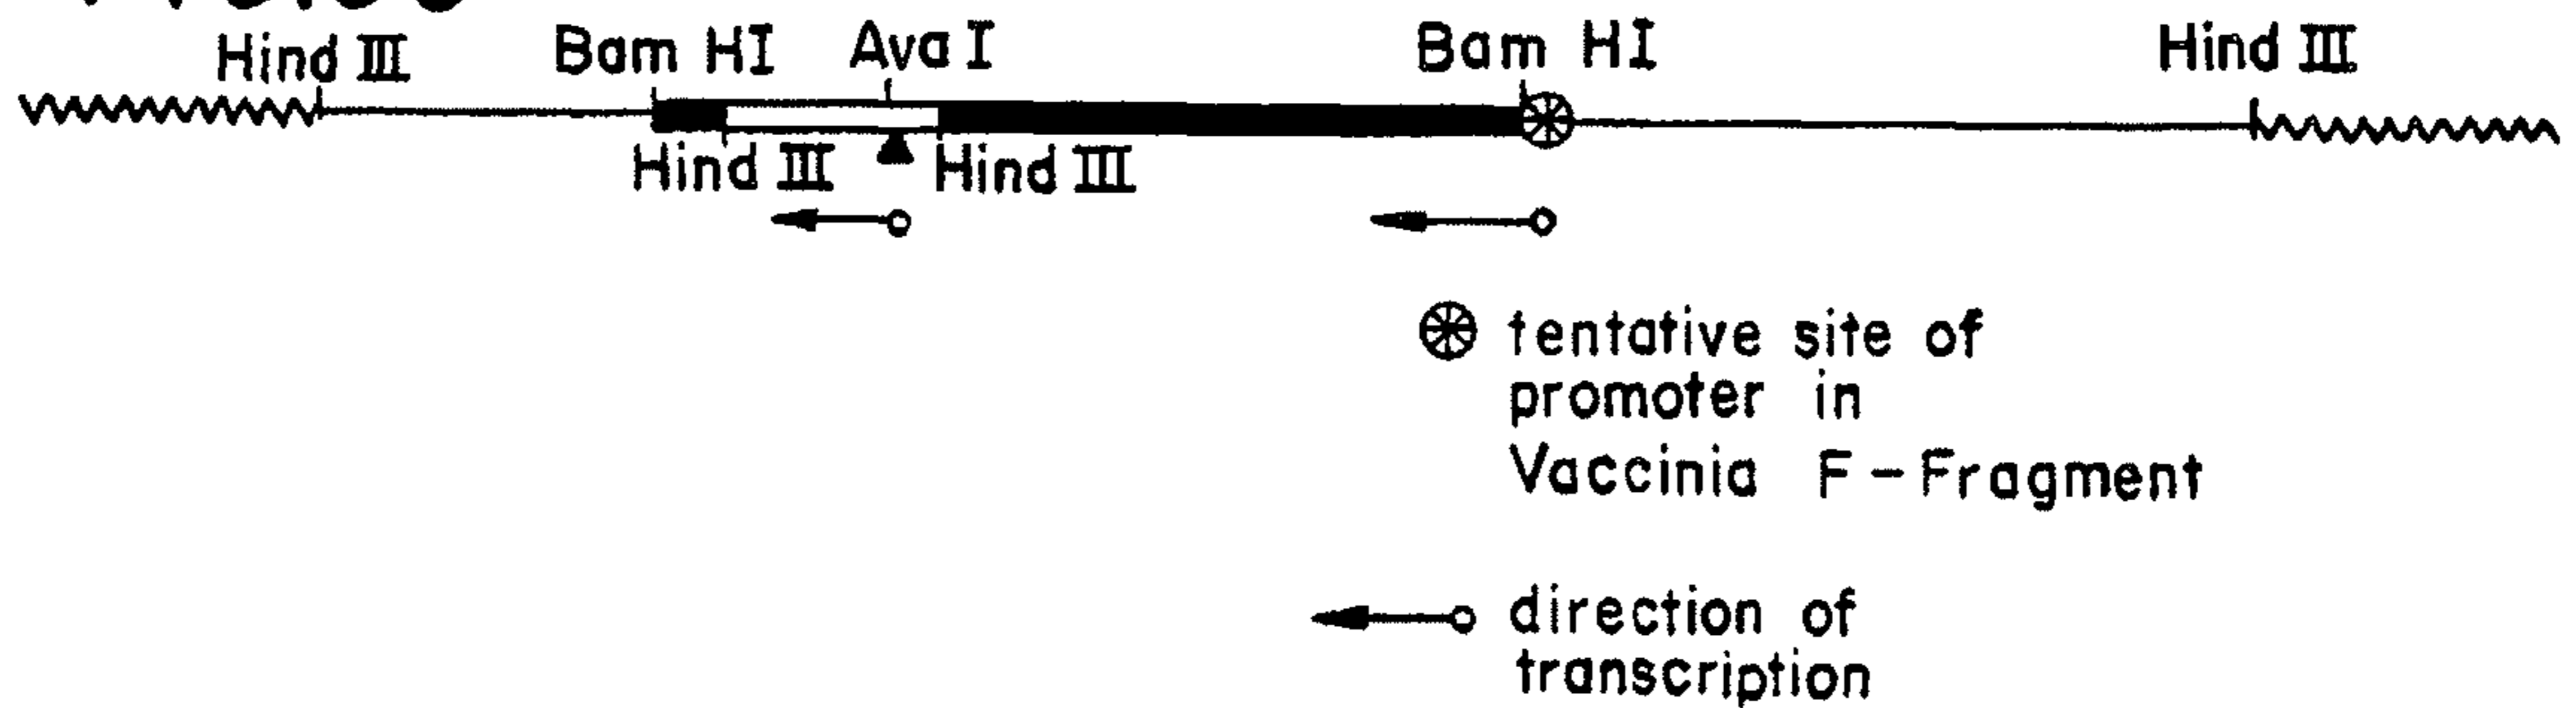 Hind III Bam HI Ava I Bam HI Hind III
Hind III Hind III
tentative site of
promoter in
Vaccinia F-Fragment
direction of
transcription